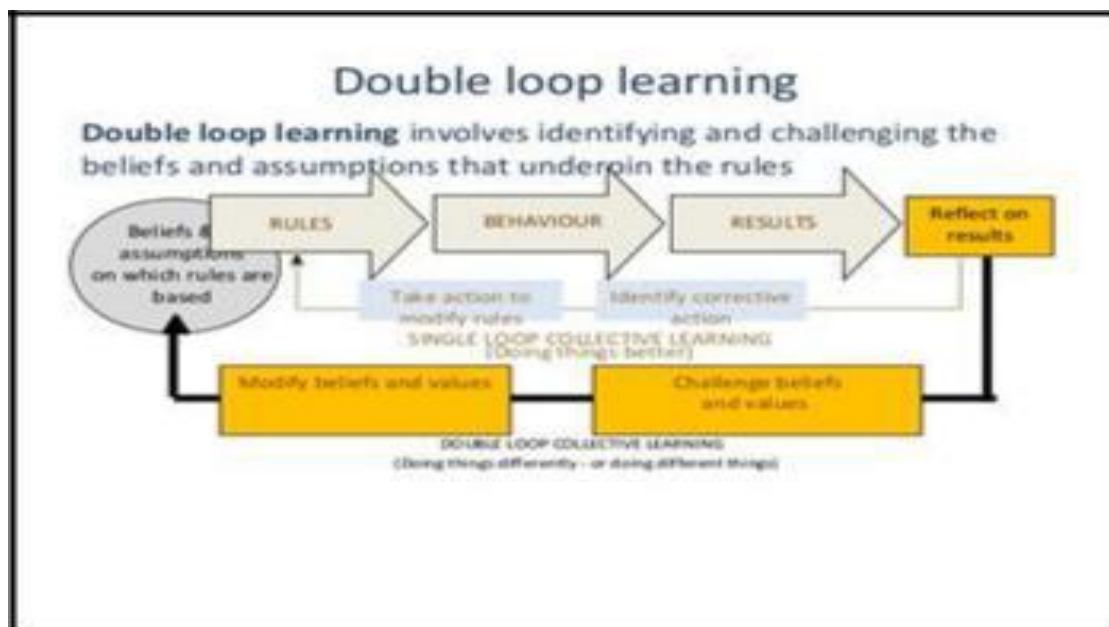 Double loop learning
Double loop learning involves identifying and challenging the
beliefs and assumptions that underpin the rules
Beliefs &
assumptions
on which rules are
based
RULES
BEHAVIOUR
RESULTS
Reflect on
results
Take action to
modify rules
Identify corrective
action
SINGLE LOOP COLLECTIVE LEARNING
(Doing things better)
Modify beliefs and values
Challenge beliefs
and values
DOUBLE LOOP COLLECTIVE LEARNING
(Doing things differently - or doing different things)